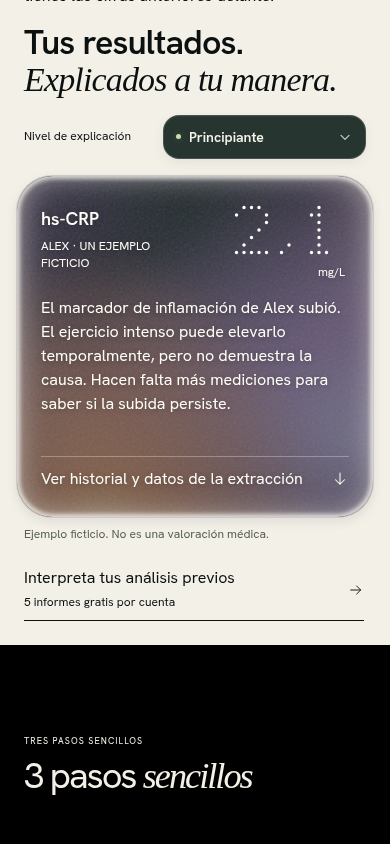 Tus resultados.
Explicados a tu manera.
Nivel de explicación
Principiante
hs-CRP
2.1
ALEX · UN EJEMPLO
FICTICIO
mg/L
El marcador de inflamación de Alex subió.
El ejercicio intenso puede elevarlo
temporalmente, pero no demuestra la
causa. Hacen falta más mediciones para
saber si la subida persiste.
Ver historial y datos de la extracción
Ejemplo ficticio. No es una valoración médica.
Interpreta tus análisis previos
5 informes gratis por cuenta
TRES PASOS SENCILLOS
3 pasos sencillos